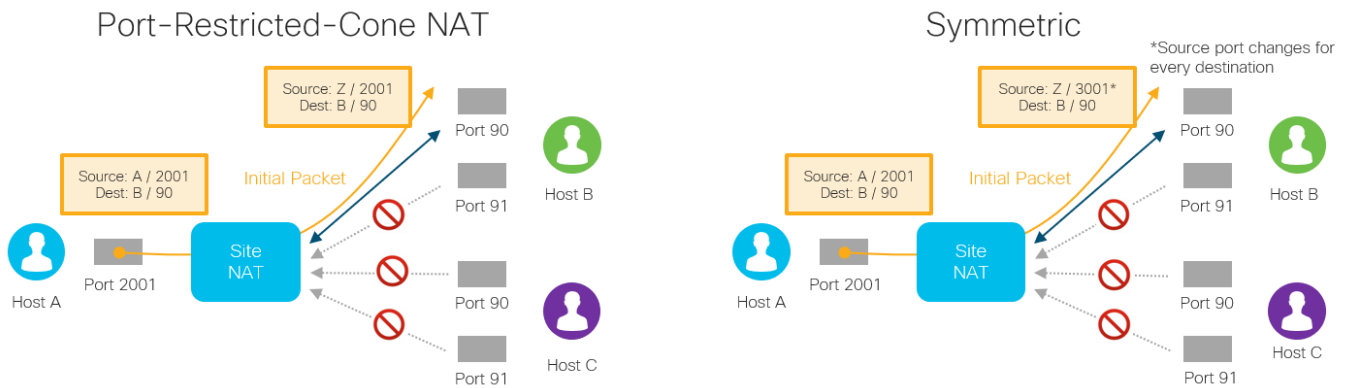 Port-Restricted-Cone NAT
Source: Z / 2001
Dest: B / 90
Port 90
Source: A / 2001
Dest: B / 90
Initial Packet
Port 91
Host B
Site
NAT
Host A
Port 2001
Port 90
Host C
Port 91
Symmetric
*Source port changes for
every destination
Source: Z / 3001*
Dest: B / 90
Port 90
Source: A / 2001
Dest: B / 90
Initial Packet
Port 91
Host B
Site
NAT
Host A
Port 2001
Port 90
Host C
Port 91